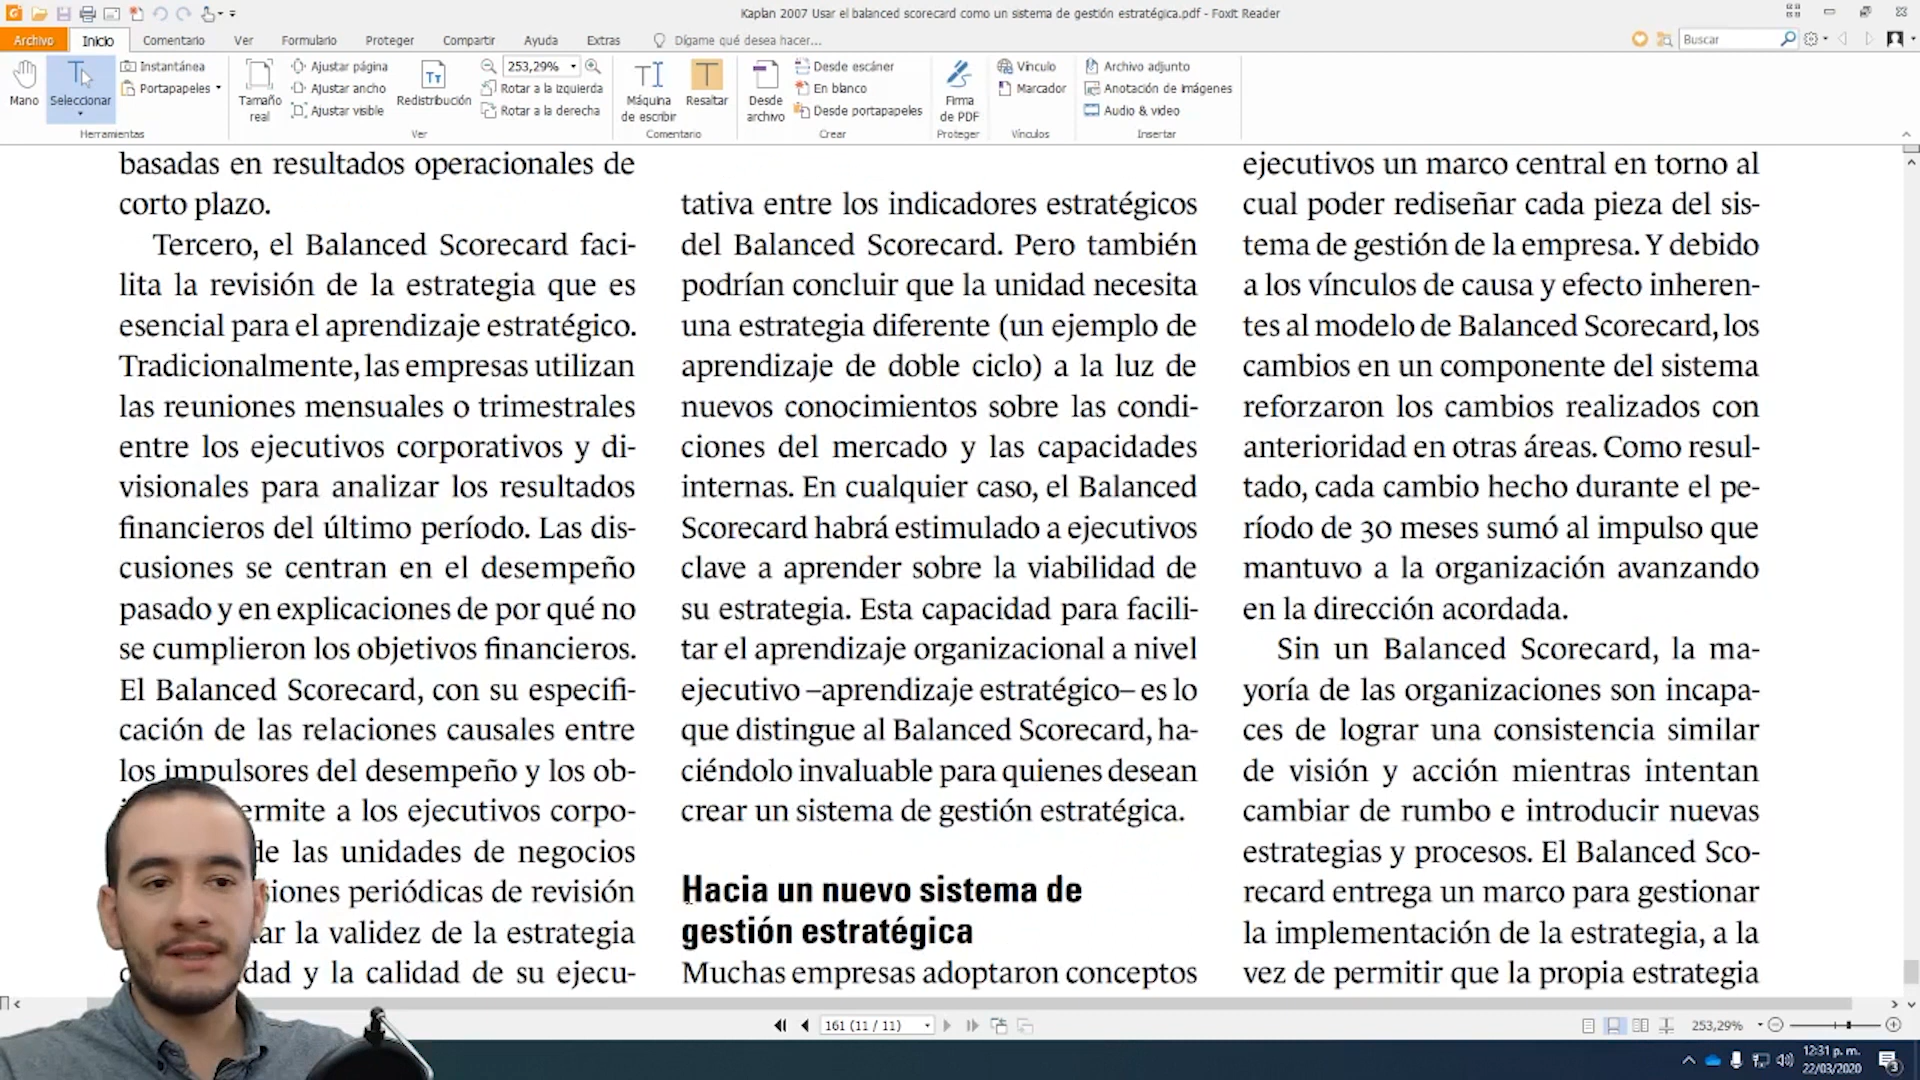 Kaplan 2007 Usar el balanced scorecard como un sistema de gestión estratégica.pdf - Foxit Reader
Archivo
Inicio
Comentario
Ver
Formulario
Proteger
Compartir
Ayuda
Extras
Dígame qué desea hacer...
Buscar
Mano
Seleccionar
Instantánea
Portapapeles
Herramientas
Tamaño
real
Ajustar página
Ajustar ancho
Ajustar visible
Redistribución
253,29%
Rotar a la izquierda
Rotar a la derecha
Ver
Máquina
de escribir
Resaltar
Comentario
Desde
archivo
Desde escáner
En blanco
Desde portapapeles
Crear
Firma
de PDF
Proteger
Vínculo
Marcador
Vínculos
Archivo adjunto
Anotación de imágenes
Audio & video
Insertar
basadas en resultados operacionales de
corto plazo.
Tercero, el Balanced Scorecard faci-
lita la revisión de la estrategia que es
esencial para el aprendizaje estratégico.
Tradicionalmente, las empresas utilizan
las reuniones mensuales o trimestrales
entre los ejecutivos corporativos y di-
visionales para analizar los resultados
financieros del último período. Las dis-
cusiones se centran en el desempeño
pasado y en explicaciones de por qué no
se cumplieron los objetivos financieros.
El Balanced Scorecard, con su especifi-
cación de las relaciones causales entre
los impulsores del desempeño y los ob-
ermite a los ejecutivos corpo-
de las unidades de negocios
siones periódicas de revisión
ar la validez de la estrategia
dad y la calidad de su ejecu-
tativa entre los indicadores estratégicos
del Balanced Scorecard. Pero también
podrían concluir que la unidad necesita
una estrategia diferente (un ejemplo de
aprendizaje de doble ciclo) a la luz de
nuevos conocimientos sobre las condi-
ciones del mercado y las capacidades
internas. En cualquier caso, el Balanced
Scorecard habrá estimulado a ejecutivos
clave a aprender sobre la viabilidad de
su estrategia. Esta capacidad para facili-
tar el aprendizaje organizacional a nivel
ejecutivo –aprendizaje estratégico– es lo
que distingue al Balanced Scorecard, ha-
ciéndolo invaluable para quienes desean
crear un sistema de gestión estratégica.
Hacia un nuevo sistema de
gestión estratégica
Muchas empresas adoptaron conceptos
ejecutivos un marco central en torno al
cual poder rediseñar cada pieza del sis-
tema de gestión de la empresa. Y debido
a los vínculos de causa y efecto inheren-
tes al modelo de Balanced Scorecard, los
cambios en un componente del sistema
reforzaron los cambios realizados con
anterioridad en otras áreas. Como resul-
tado, cada cambio hecho durante el pe-
ríodo de 30 meses sumó al impulso que
mantuvo a la organización avanzando
en la dirección acordada.
Sin un Balanced Scorecard, la ma-
yoría de las organizaciones son incapa-
ces de lograr una consistencia similar
de visión y acción mientras intentan
cambiar de rumbo e introducir nuevas
estrategias y procesos. El Balanced Sco-
recard entrega un marco para gestionar
la implementación de la estrategia, a la
vez de permitir que la propia estrategia
161 (11 / 11)
253,29%
12:31 p. m.
22/03/2020
3